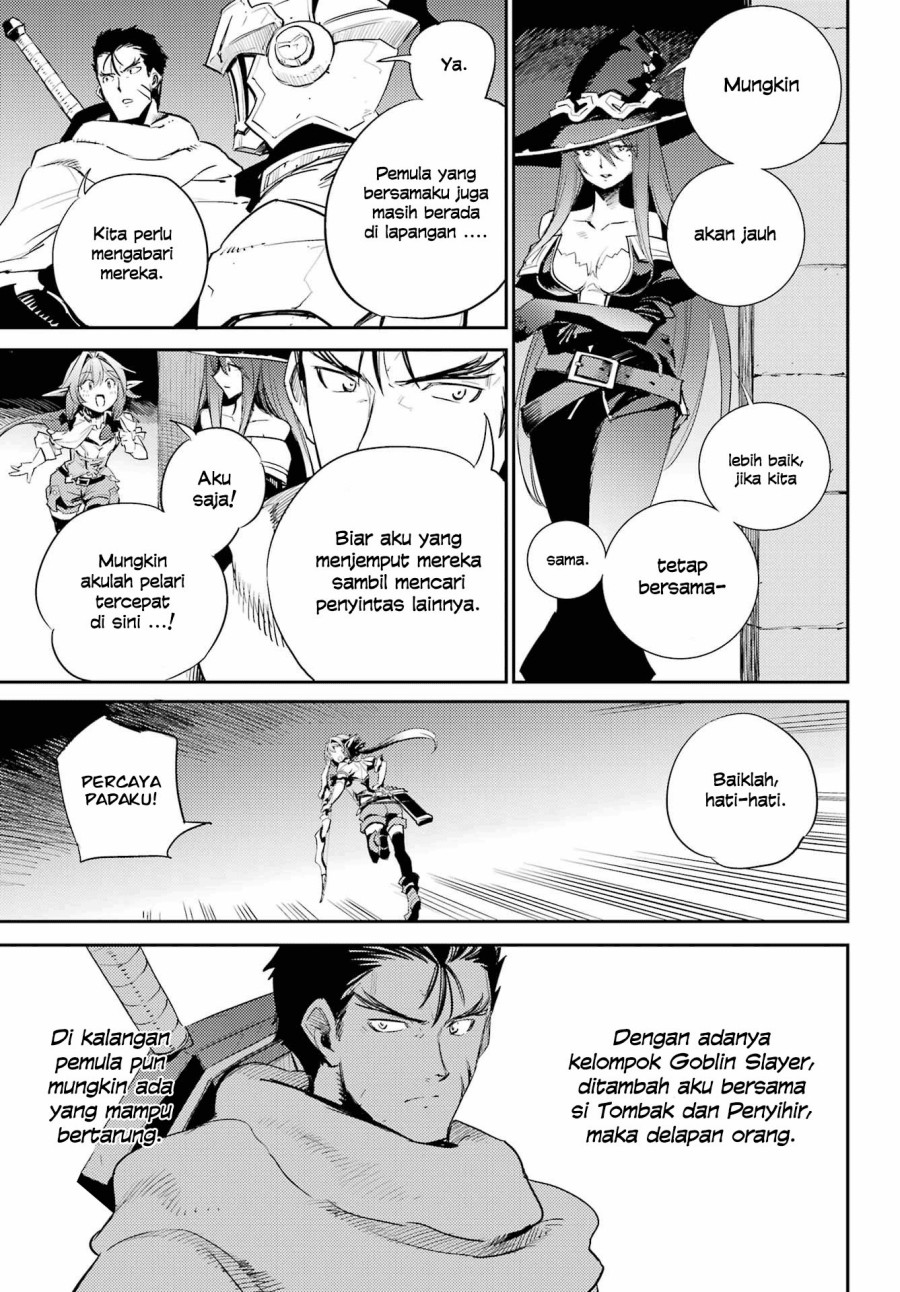 Mungkin
akan jauh
lebih baik,
jika kita
tetap
bersama-
sama.
Ya.
Pemula yang
bersamaku juga
masih berada
di lapangan ....
Kita perlu
mengabari
mereka.
Biar aku yang
menjemput mereka
sambil mencari
penyintas lainnya.
Aku
saja!
Mungkin
akulah pelari
tercepat
di sini ...!
Baiklah,
hati-hati.
PERCAYA
PADAKU!
Dengan adanya
kelompok Goblin Slayer,
ditambah aku bersama
si Tombak dan Penyihir,
maka delapan orang.
Di kalangan
pemula pun
mungkin ada
yang mampu
bertarung.